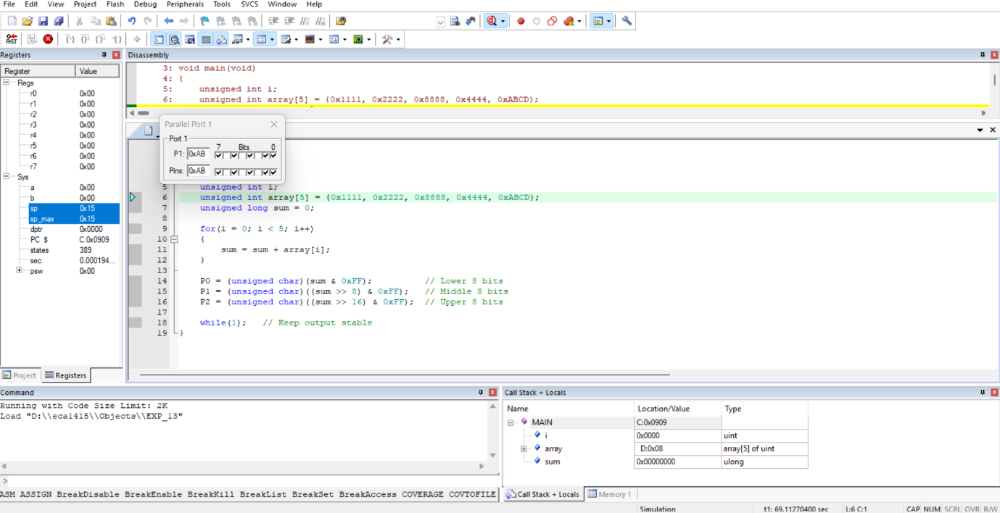 File Edit View Project Flash Debug Peripherals Tools SVCS Window Help
RST
Registers
Disassembly
Register Value
Regs
r0 0x00
r1 0x00
r2 0x00
r3 0x00
r4 0x00
r5 0x00
r6 0x00
r7 0x00
Sys
a 0x00
b 0x00
sp 0x15
sp_max 0x15
dptr 0x0000
PC $ C:0x0909
states 389
sec 0.000194...
psw 0x00
Project Registers
3: void main(void)
4: {
5: unsigned int i;
6: unsigned int array[5] = {0x1111, 0x2222, 0x8888, 0x4444, 0xABCD};
Parallel Port 1
Port 1
7 Bits 0
P1: 0xAB
Pins: 0xAB
5 unsigned int i;
6 unsigned int array[5] = {0x1111, 0x2222, 0x8888, 0x4444, 0xABCD};
7 unsigned long sum = 0;
8
9 for(i = 0; i < 5; i++)
10 {
11 sum = sum + array[i];
12 }
13
14 P0 = (unsigned char)(sum & 0xFF); // Lower 8 bits
15 P1 = (unsigned char)((sum >> 8) & 0xFF); // Middle 8 bits
16 P2 = (unsigned char)((sum >> 16) & 0xFF); // Upper 8 bits
17
18 while(1); // Keep output stable
19 }
Command
Running with Code Size Limit: 2K
Load "D:\\eca1415\\Objects\\EXP_13"
>
ASM ASSIGN BreakDisable BreakEnable BreakKill BreakList BreakSet BreakAccess COVERAGE COVTOFILE
Call Stack + Locals
Name Location/Value Type
MAIN C:0x0909
i 0x0000 uint
array D:0x08 array[5] of uint
sum 0x00000000 ulong
Call Stack + Locals Memory 1
Simulation t1: 69.11270400 sec L:6 C:1 CAP NUM SCRL OVR R/W